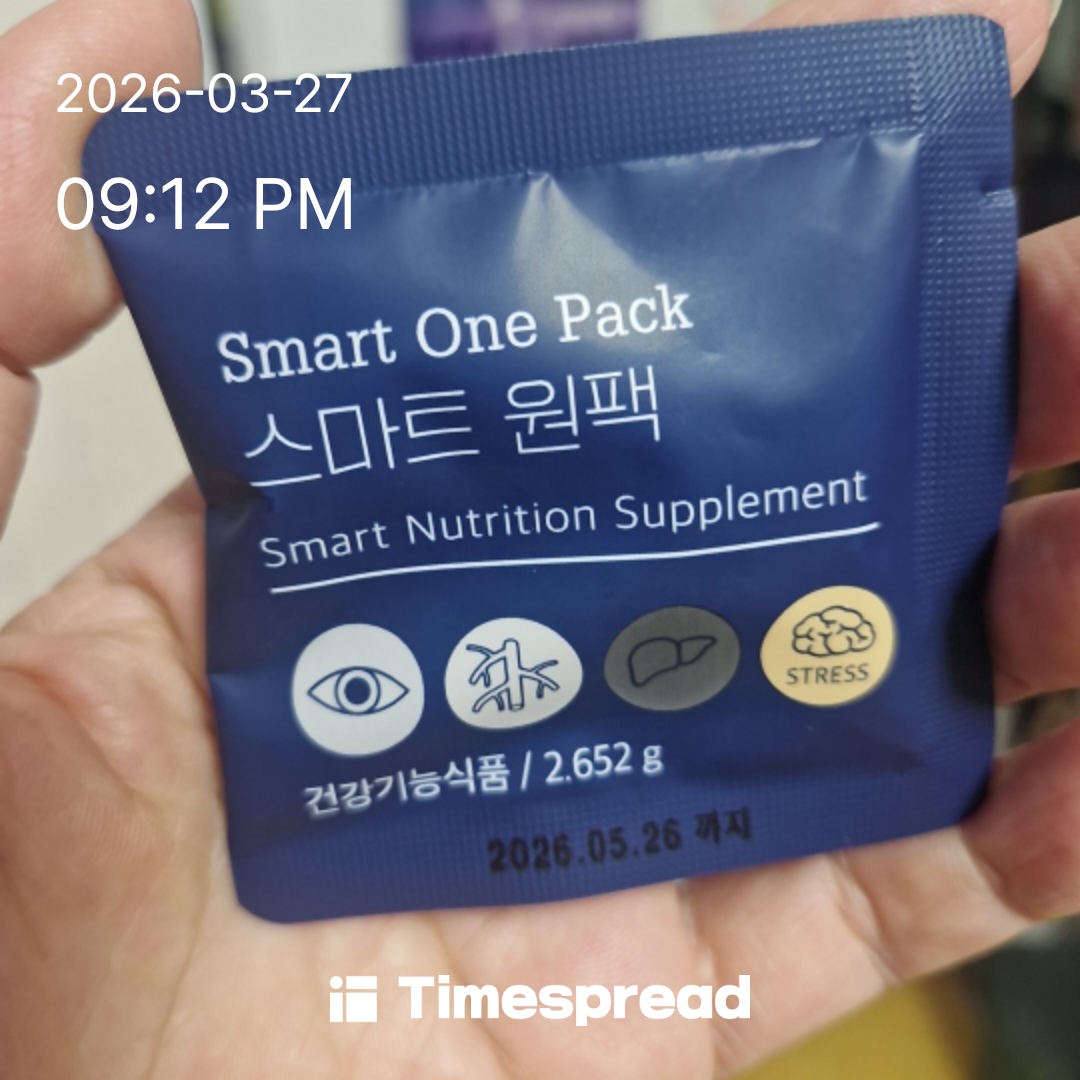 2026-03-27
09:12 PM
Smart One Pack
스마트 원팩
Smart Nutrition Supplement
STRESS
건강기능식품 / 2.652 g
2026.05.26 까지
Timespread